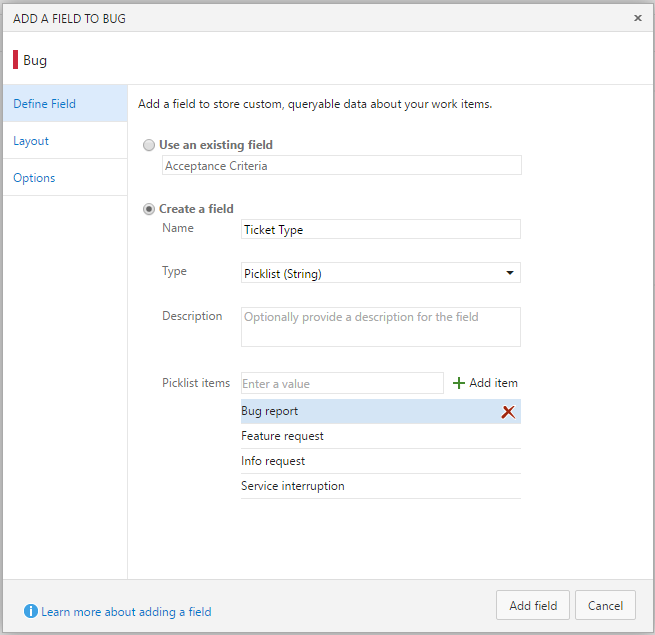 ADD A FIELD TO BUG
Bug
Define Field
Layout
Options
Add a field to store custom, queryable data about your work items.
Use an existing field
Acceptance Criteria
Create a field
Name Ticket Type
Type Picklist (String)
Description Optionally provide a description for the field
Picklist items Enter a value Add item
Bug report
Feature request
Info request
Service interruption
Learn more about adding a field
Add field Cancel